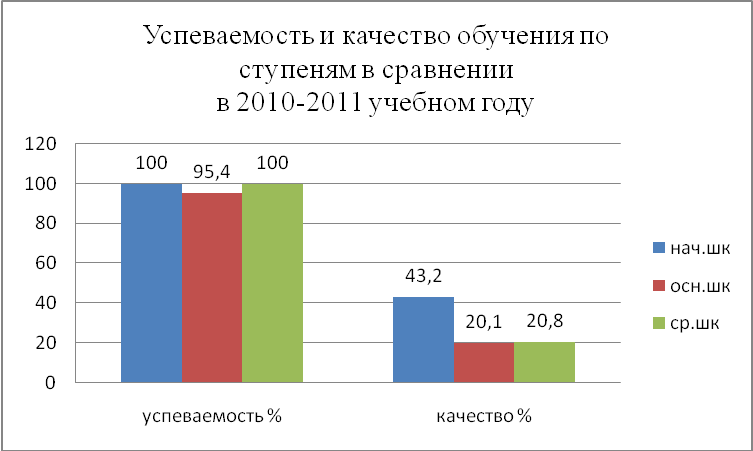 Успеваемость и качество обучения по
ступеням в сравнении
в 2010-2011 учебном году
120
100
80
60
40
20
0
100
95,4
100
43,2
20,1
20,8
успеваемость %
качество %
нач.шк
осн.шк
ср.шк